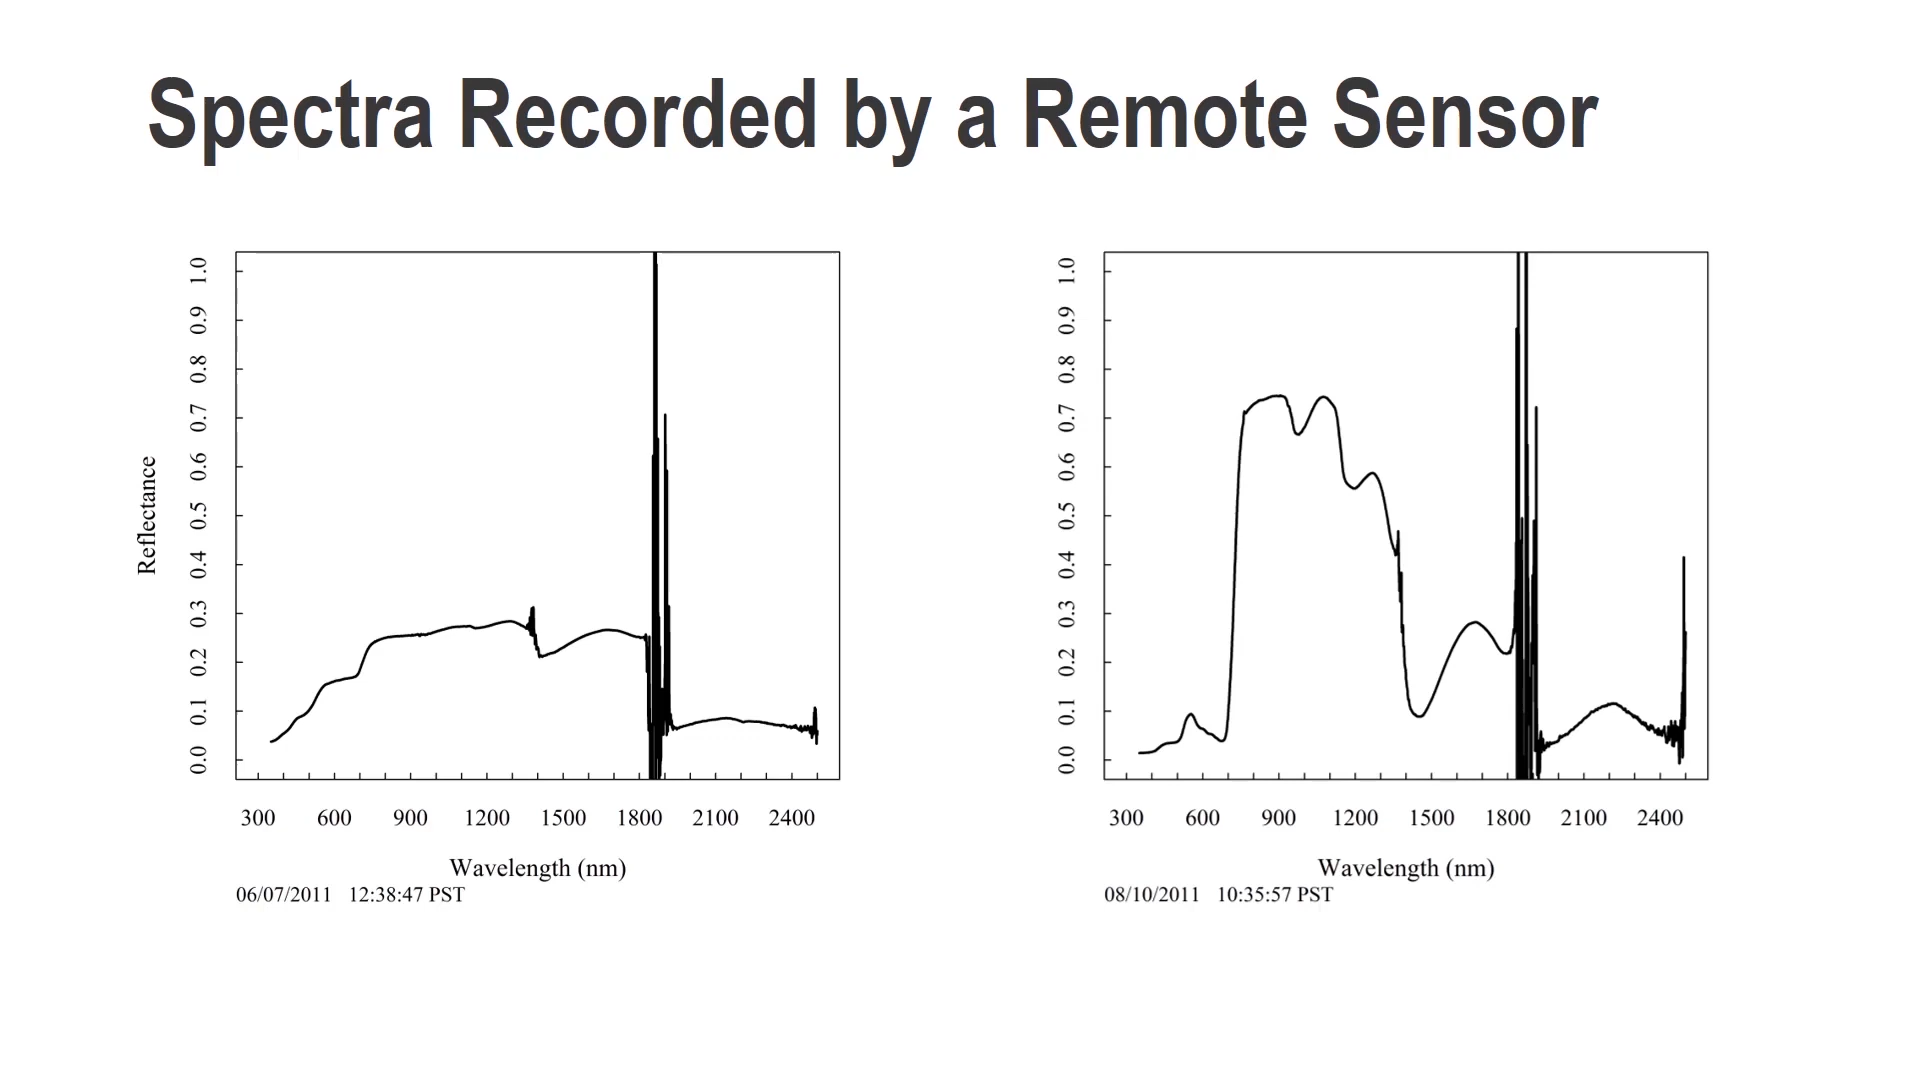 Spectra Recorded by a Remote Sensor
Reflectance
1.0
0.9
0.8
0.7
0.6
0.5
0.4
0.3
0.2
0.1
0.0
300 600 900 1200 1500 1800 2100 2400
Wavelength (nm)
06/07/2011 12:38:47 PST
1.0
0.9
0.8
0.7
0.6
0.5
0.4
0.3
0.2
0.1
0.0
300 600 900 1200 1500 1800 2100 2400
Wavelength (nm)
08/10/2011 10:35:57 PST